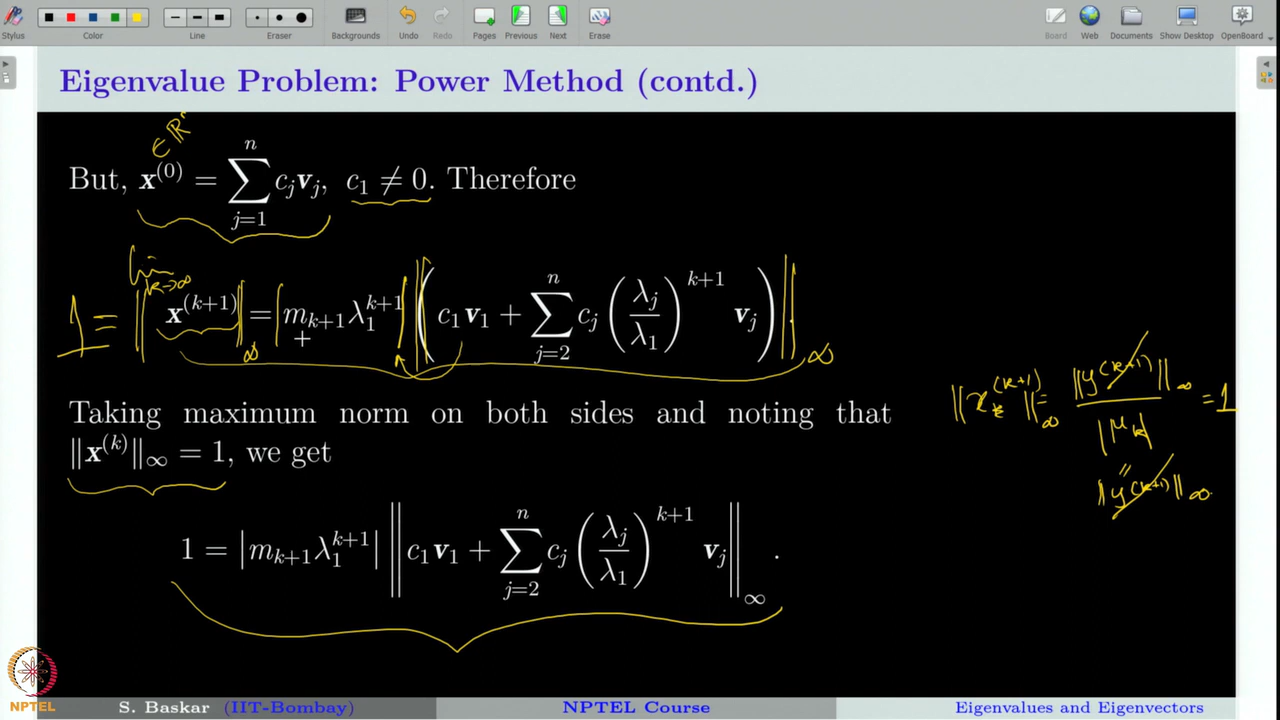 Stylus Color Line Eraser Backgrounds Undo Redo Pages Previous Next Erase Board Web Documents Show Desktop OpenBoard
Eigenvalue Problem: Power Method (contd.)
∈ ℝⁿ
But, x^{(0)} = ∑_{j=1}^{n} c_j v_j, c_1 ≠ 0. Therefore
lim_{k→∞}
1 = ‖x^{(k+1)}‖_∞ = |m_{k+1} λ_1^{k+1}| ‖(c_1 v_1 + ∑_{j=2}^{n} c_j (λ_j/λ_1)^{k+1} v_j)‖_∞
Taking maximum norm on both sides and noting that
‖x^{(k)}‖_∞ = 1, we get
‖x^{(k+1)}‖_∞ = ‖y^{(k+1)}‖_∞ / |μ_k| = 1
"
‖y^{(k+1)}‖_∞
1 = |m_{k+1} λ_1^{k+1}| ‖c_1 v_1 + ∑_{j=2}^{n} c_j (λ_j/λ_1)^{k+1} v_j‖_∞ .
NPTEL
S. Baskar (IIT-Bombay) NPTEL Course Eigenvalues and Eigenvectors